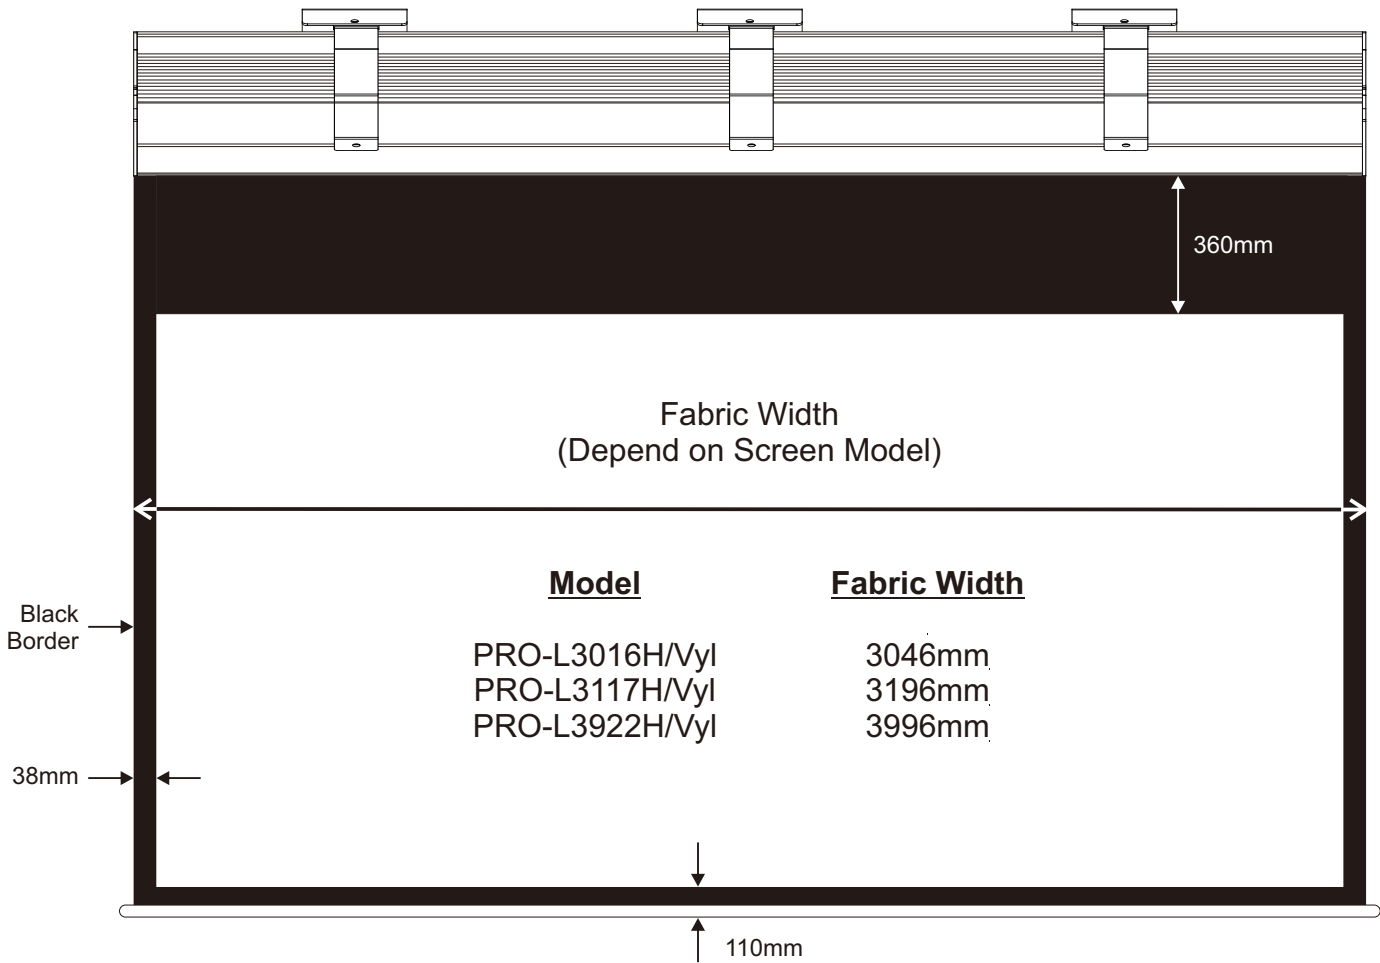 360mm
Fabric Width
(Depend on Screen Model)
Model Fabric Width
Black
Border
PRO-L3016H/Vyl 3046mm
PRO-L3117H/Vyl 3196mm
PRO-L3922H/Vyl 3996mm
38mm
110mm